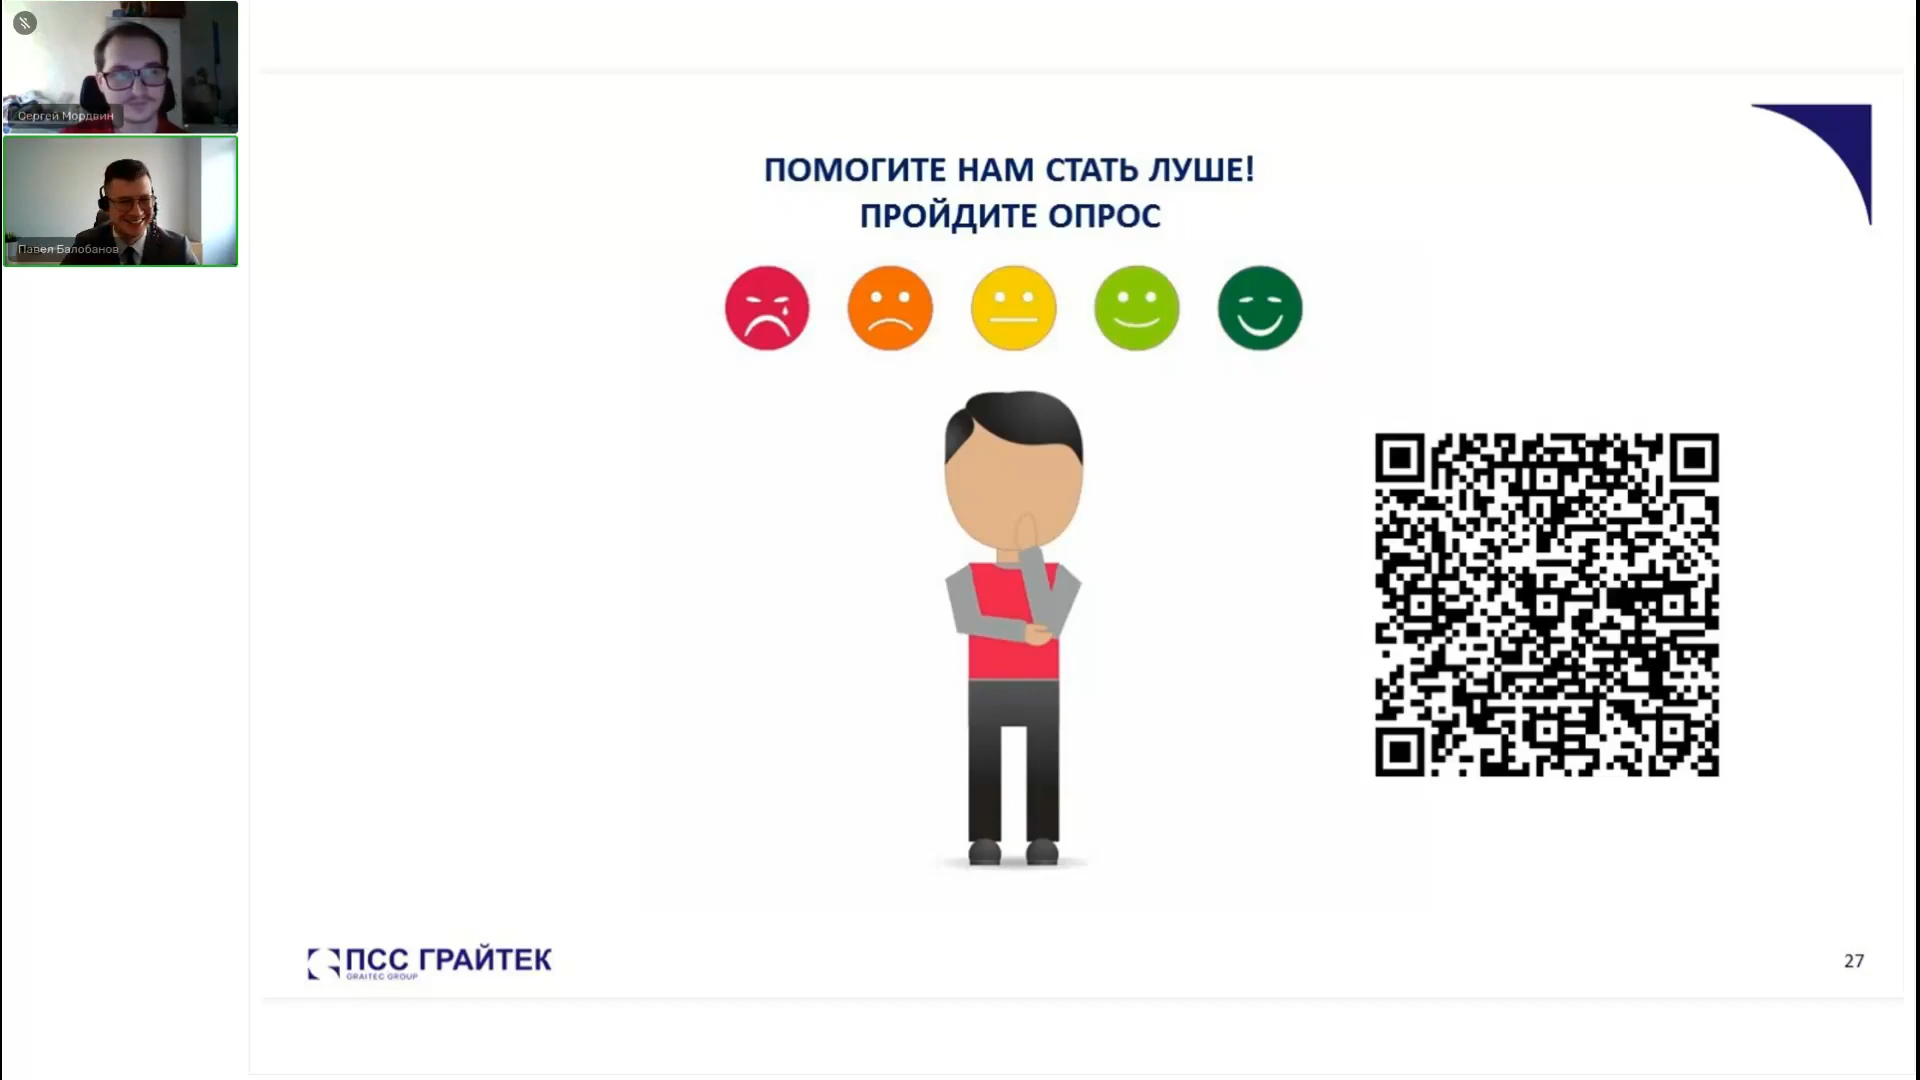 Сергей Мордвин
Павел Балобанов
ПОМОГИТЕ НАМ СТАТЬ ЛУШЕ!
ПРОЙДИТЕ ОПРОС
ПСС ГРАЙТЕК
GRAITEC GROUP
27